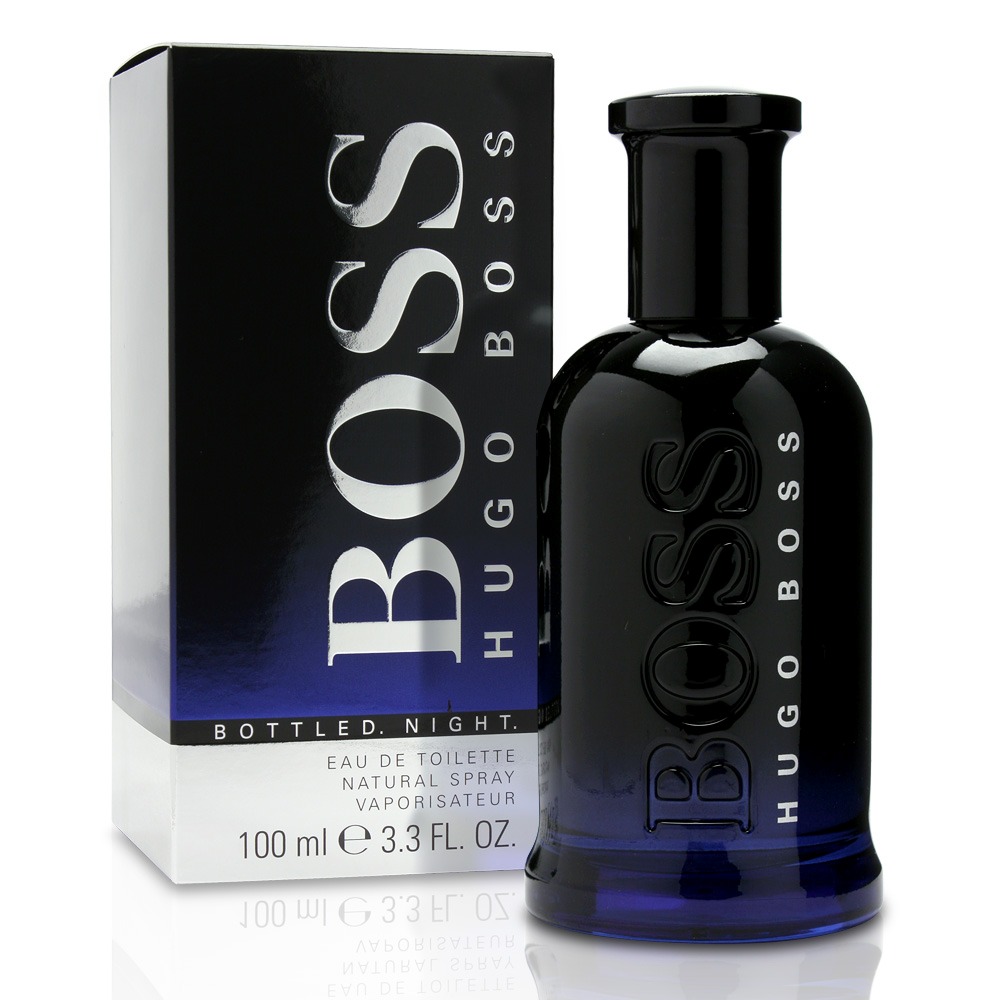 BOSS
HUGO BOSS
BOTTLED. NIGHT.
EAU DE TOILETTE
NATURAL SPRAY
VAPORISATEUR
100 ml ℮ 3.3 FL. OZ.
BOSS
HUGO BOSS